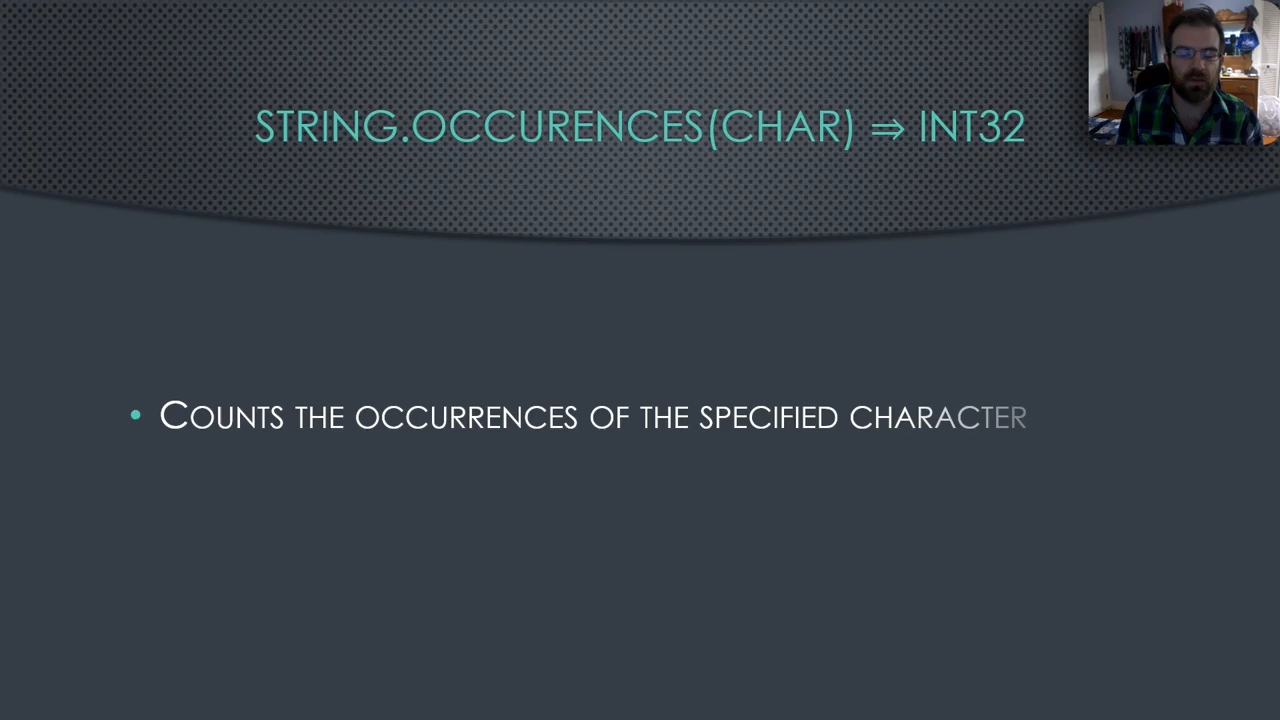 STRING.OCCURENCES(CHAR) ⇒ INT32
• COUNTS THE OCCURRENCES OF THE SPECIFIED CHARACTER